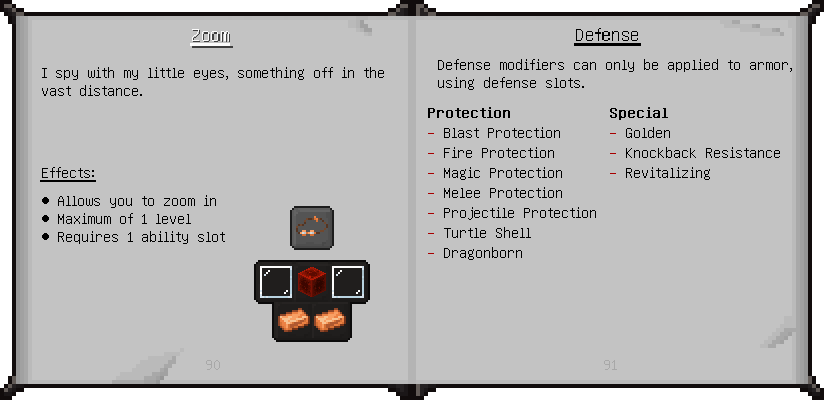 Zoom
I spy with my little eyes, something off in the
vast distance.
Effects:
● Allows you to zoom in
● Maximum of 1 level
● Requires 1 ability slot
90
Defense
Defense modifiers can only be applied to armor,
using defense slots.
Protection
- Blast Protection
- Fire Protection
- Magic Protection
- Melee Protection
- Projectile Protection
- Turtle Shell
- Dragonborn
Special
- Golden
- Knockback Resistance
- Revitalizing
91